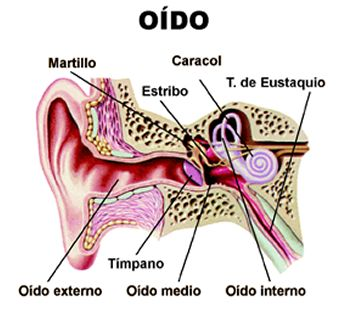 OÍDO
Martillo
Caracol
Estribo
T. de Eustaquio
Tímpano
Oído externo
Oído medio
Oído interno